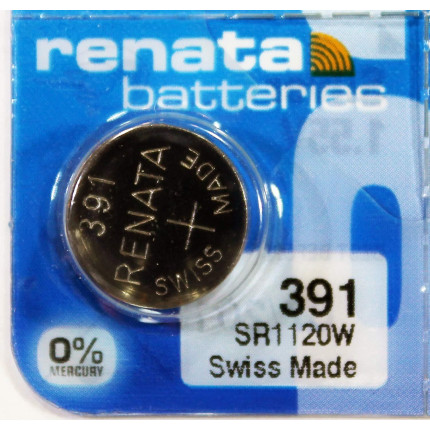 renata
batteries
391
RENATA
SWISS MADE
+
391
SR1120W
Swiss Made
0%
MERCURY